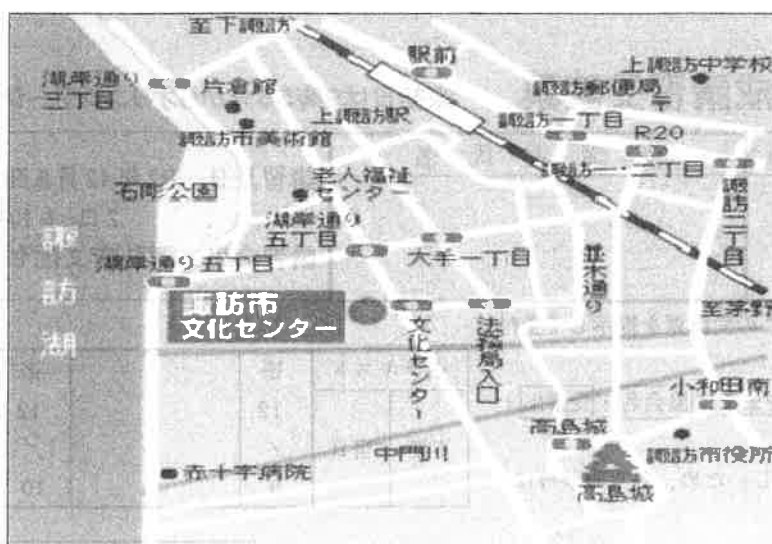 至下諏訪
湖岸通り
三丁目
片倉館
諏訪市美術館
駅前
上諏訪駅
上諏訪中学校
諏訪郵便局
〒
諏訪一丁目
R20
諏訪一・二丁目
諏訪二丁目
石彫公園
老人福祉
センター
湖岸通り
五丁目
大手一丁目
並木通り
諏訪湖
湖岸通り五丁目
諏訪市
文化センター
文化センター
法務局入口
至茅野
小和田南
高島城
諏訪市役所
中門川
赤十字病院
高島城